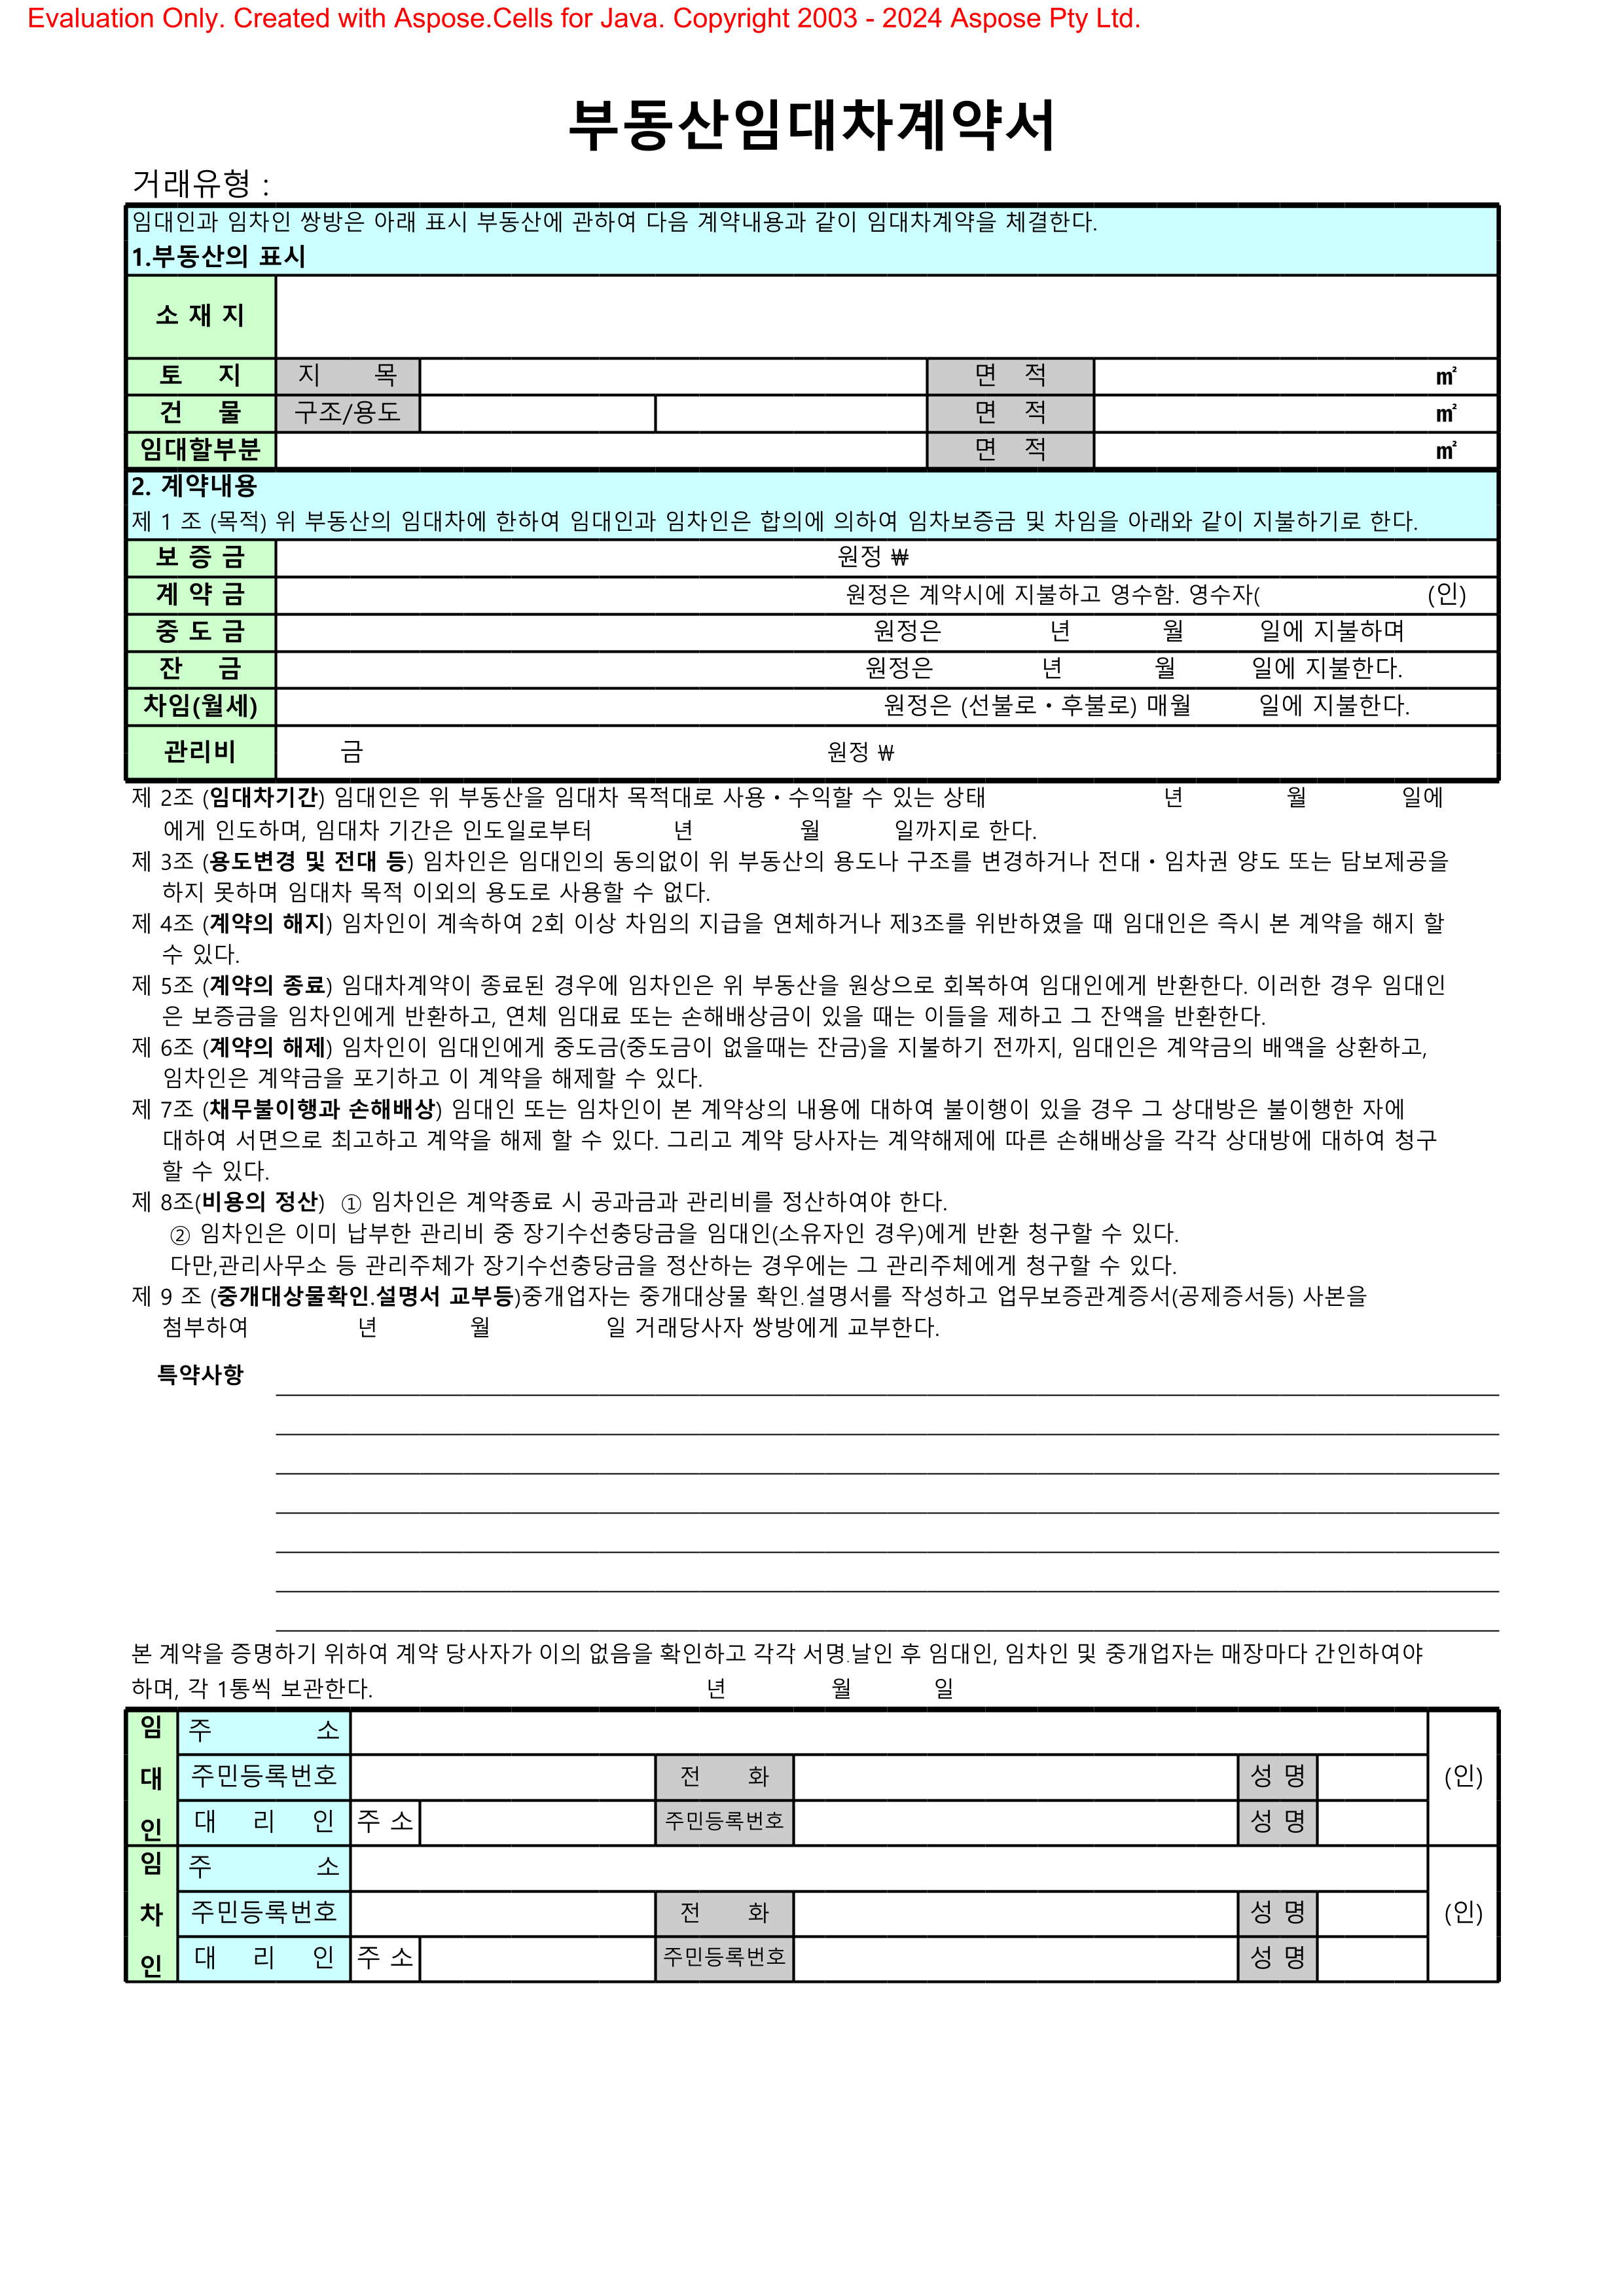 Evaluation Only. Created with Aspose.Cells for Java. Copyright 2003 - 2024 Aspose Pty Ltd.
부동산임대차계약서
거래유형 :
임대인과 임차인 쌍방은 아래 표시 부동산에 관하여 다음 계약내용과 같이 임대차계약을 체결한다.
1.부동산의 표시
소 재 지
토 지 지 목 면 적 ㎡
건 물 구조/용도 면 적 ㎡
임대할부분 면 적 ㎡
2. 계약내용
제 1 조 (목적) 위 부동산의 임대차에 한하여 임대인과 임차인은 합의에 의하여 임차보증금 및 차임을 아래와 같이 지불하기로 한다.
보 증 금 원정 ₩
계 약 금 원정은 계약시에 지불하고 영수함. 영수자( (인)
중 도 금 원정은 년 월 일에 지불하며
잔 금 원정은 년 월 일에 지불한다.
차임(월세) 원정은 (선불로・후불로) 매월 일에 지불한다.
관리비 금 원정 ₩
제 2조 (임대차기간) 임대인은 위 부동산을 임대차 목적대로 사용・수익할 수 있는 상태 년 월 일에
에게 인도하며, 임대차 기간은 인도일로부터 년 월 일까지로 한다.
제 3조 (용도변경 및 전대 등) 임차인은 임대인의 동의없이 위 부동산의 용도나 구조를 변경하거나 전대・임차권 양도 또는 담보제공을
하지 못하며 임대차 목적 이외의 용도로 사용할 수 없다.
제 4조 (계약의 해지) 임차인이 계속하여 2회 이상 차임의 지급을 연체하거나 제3조를 위반하였을 때 임대인은 즉시 본 계약을 해지 할
수 있다.
제 5조 (계약의 종료) 임대차계약이 종료된 경우에 임차인은 위 부동산을 원상으로 회복하여 임대인에게 반환한다. 이러한 경우 임대인
은 보증금을 임차인에게 반환하고, 연체 임대료 또는 손해배상금이 있을 때는 이들을 제하고 그 잔액을 반환한다.
제 6조 (계약의 해제) 임차인이 임대인에게 중도금(중도금이 없을때는 잔금)을 지불하기 전까지, 임대인은 계약금의 배액을 상환하고,
임차인은 계약금을 포기하고 이 계약을 해제할 수 있다.
제 7조 (채무불이행과 손해배상) 임대인 또는 임차인이 본 계약상의 내용에 대하여 불이행이 있을 경우 그 상대방은 불이행한 자에
대하여 서면으로 최고하고 계약을 해제 할 수 있다. 그리고 계약 당사자는 계약해제에 따른 손해배상을 각각 상대방에 대하여 청구
할 수 있다.
제 8조(비용의 정산) ① 임차인은 계약종료 시 공과금과 관리비를 정산하여야 한다.
② 임차인은 이미 납부한 관리비 중 장기수선충당금을 임대인(소유자인 경우)에게 반환 청구할 수 있다.
다만,관리사무소 등 관리주체가 장기수선충당금을 정산하는 경우에는 그 관리주체에게 청구할 수 있다.
제 9 조 (중개대상물확인.설명서 교부등)중개업자는 중개대상물 확인.설명서를 작성하고 업무보증관계증서(공제증서등) 사본을
첨부하여 년 월 일 거래당사자 쌍방에게 교부한다.
특약사항
본 계약을 증명하기 위하여 계약 당사자가 이의 없음을 확인하고 각각 서명.날인 후 임대인, 임차인 및 중개업자는 매장마다 간인하여야
하며, 각 1통씩 보관한다. 년 월 일
임 주 소
대 주민등록번호 전 화 성 명 (인)
인 대 리 인 주 소 주민등록번호 성 명
임 주 소
차 주민등록번호 전 화 성 명 (인)
인 대 리 인 주 소 주민등록번호 성 명